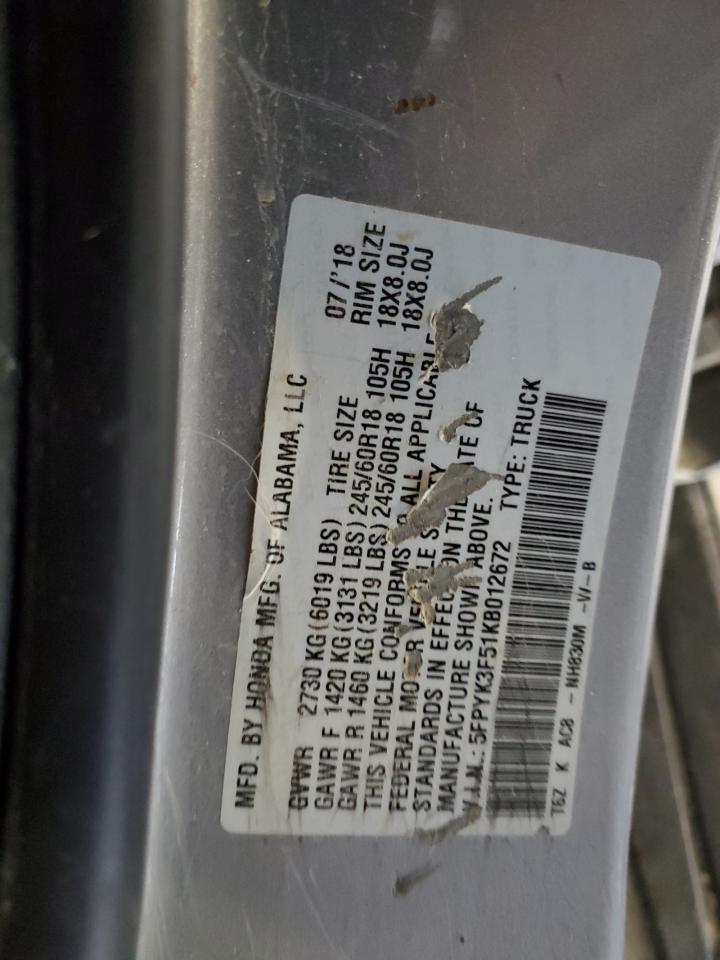 MFD. BY HONDA MFG. OF ALABAMA, LLC 07/'18
GVWR 2730 KG(6019 LBS) TIRE SIZE RIM SIZE
GAWR F 1420 KG(3131 LBS) 245/60R18 105H 18X8.0J
GAWR R 1460 KG(3219 LBS) 245/60R18 105H 18X8.0J
THIS VEHICLE CONFORMS ALL APPLICABLE
FEDERAL MOTOR VEHICLE
STANDARDS IN EFFECT ON THE OF
MANUFACTURE SHOWN ABOVE.
V.I.N.: 5FPYK3F51KB012672 TYPE: TRUCK
T6Z K AC8 - NH830M -V/-B